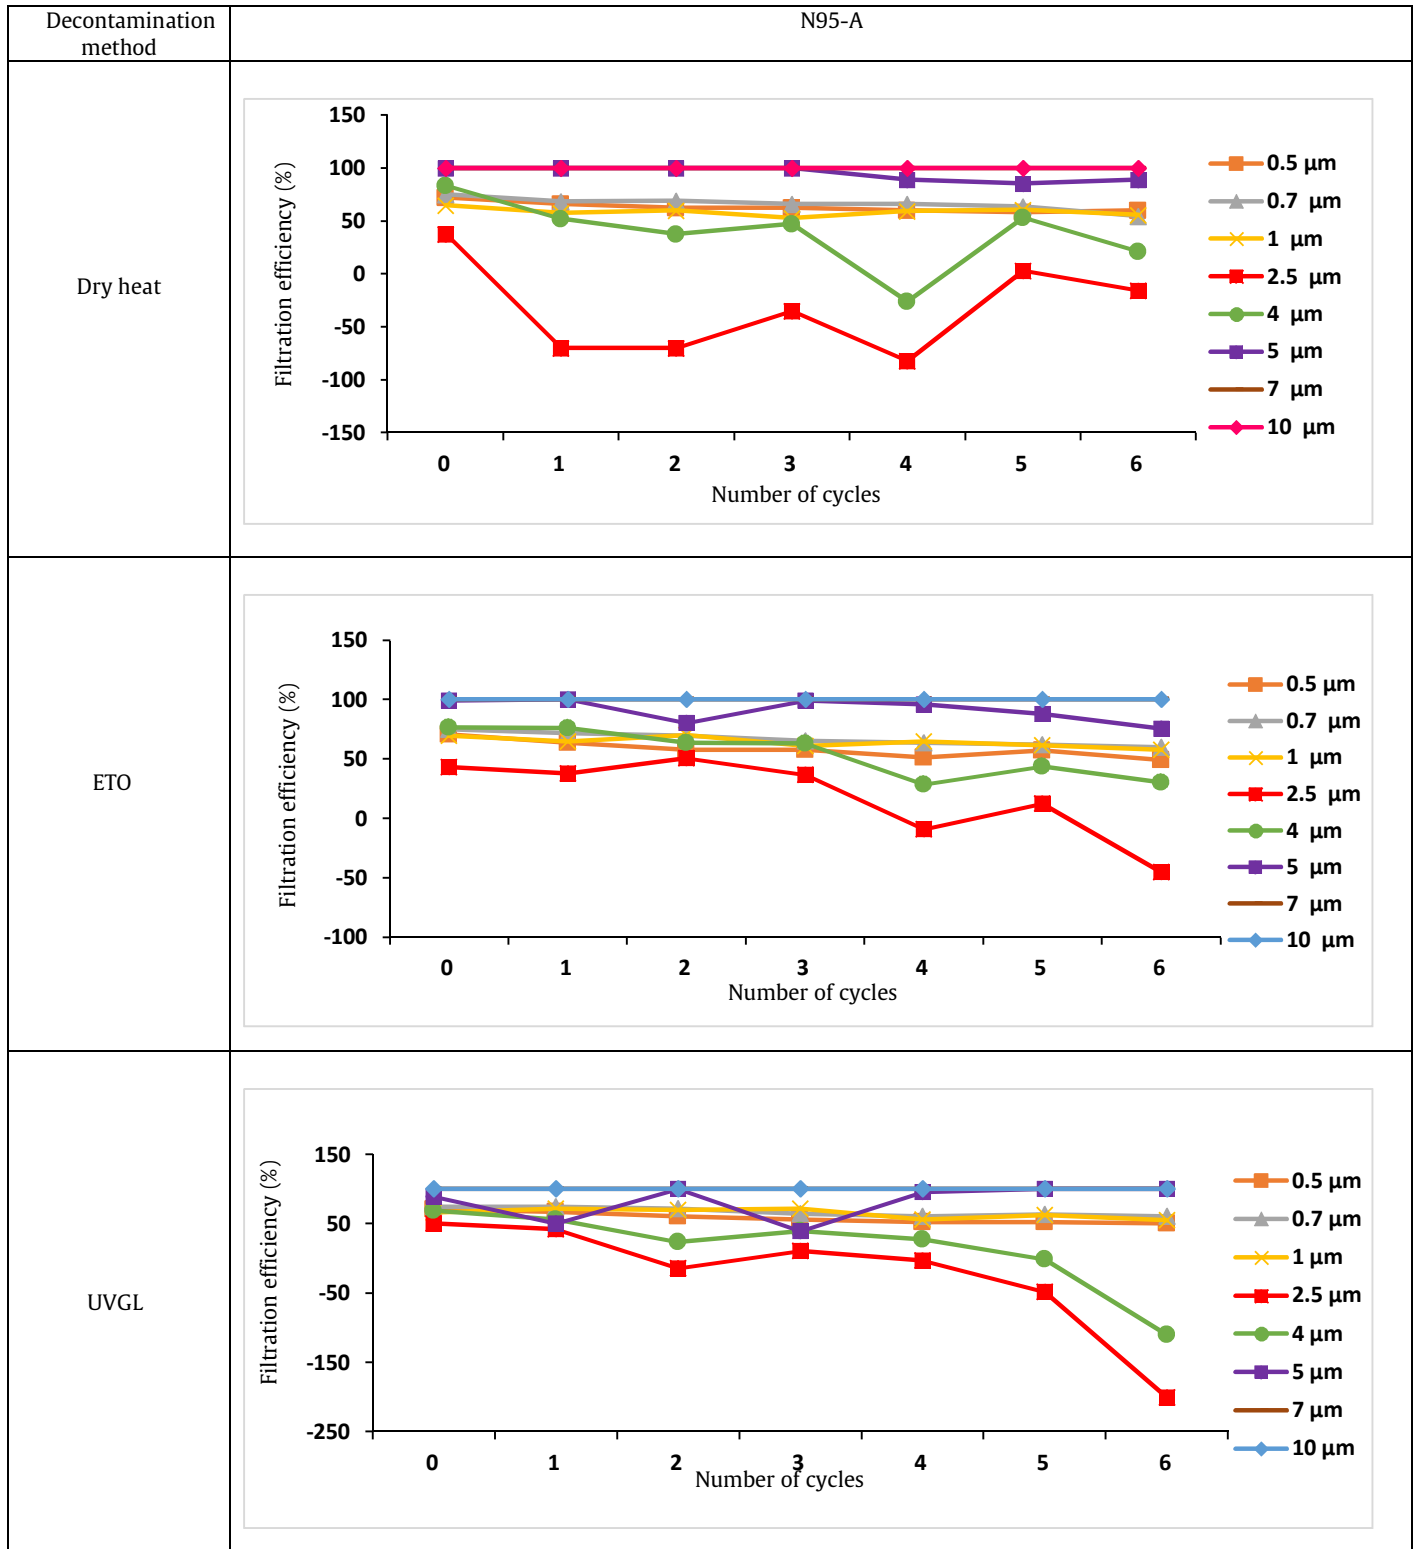 Decontamination
method
N95-A
Dry heat
Filtration efficiency (%)
150
100
50
0
-50
-100
-150
0 1 2 3 4 5 6
Number of cycles
0.5 µm
0.7 µm
1 µm
2.5 µm
4 µm
5 µm
7 µm
10 µm
ETO
Filtration efficiency (%)
150
100
50
0
-50
-100
0 1 2 3 4 5 6
Number of cycles
0.5 µm
0.7 µm
1 µm
2.5 µm
4 µm
5 µm
7 µm
10 µm
UVGL
Filtration efficiency (%)
150
50
-50
-150
-250
0 1 2 3 4 5 6
Number of cycles
0.5 µm
0.7 µm
1 µm
2.5 µm
4 µm
5 µm
7 µm
10 µm